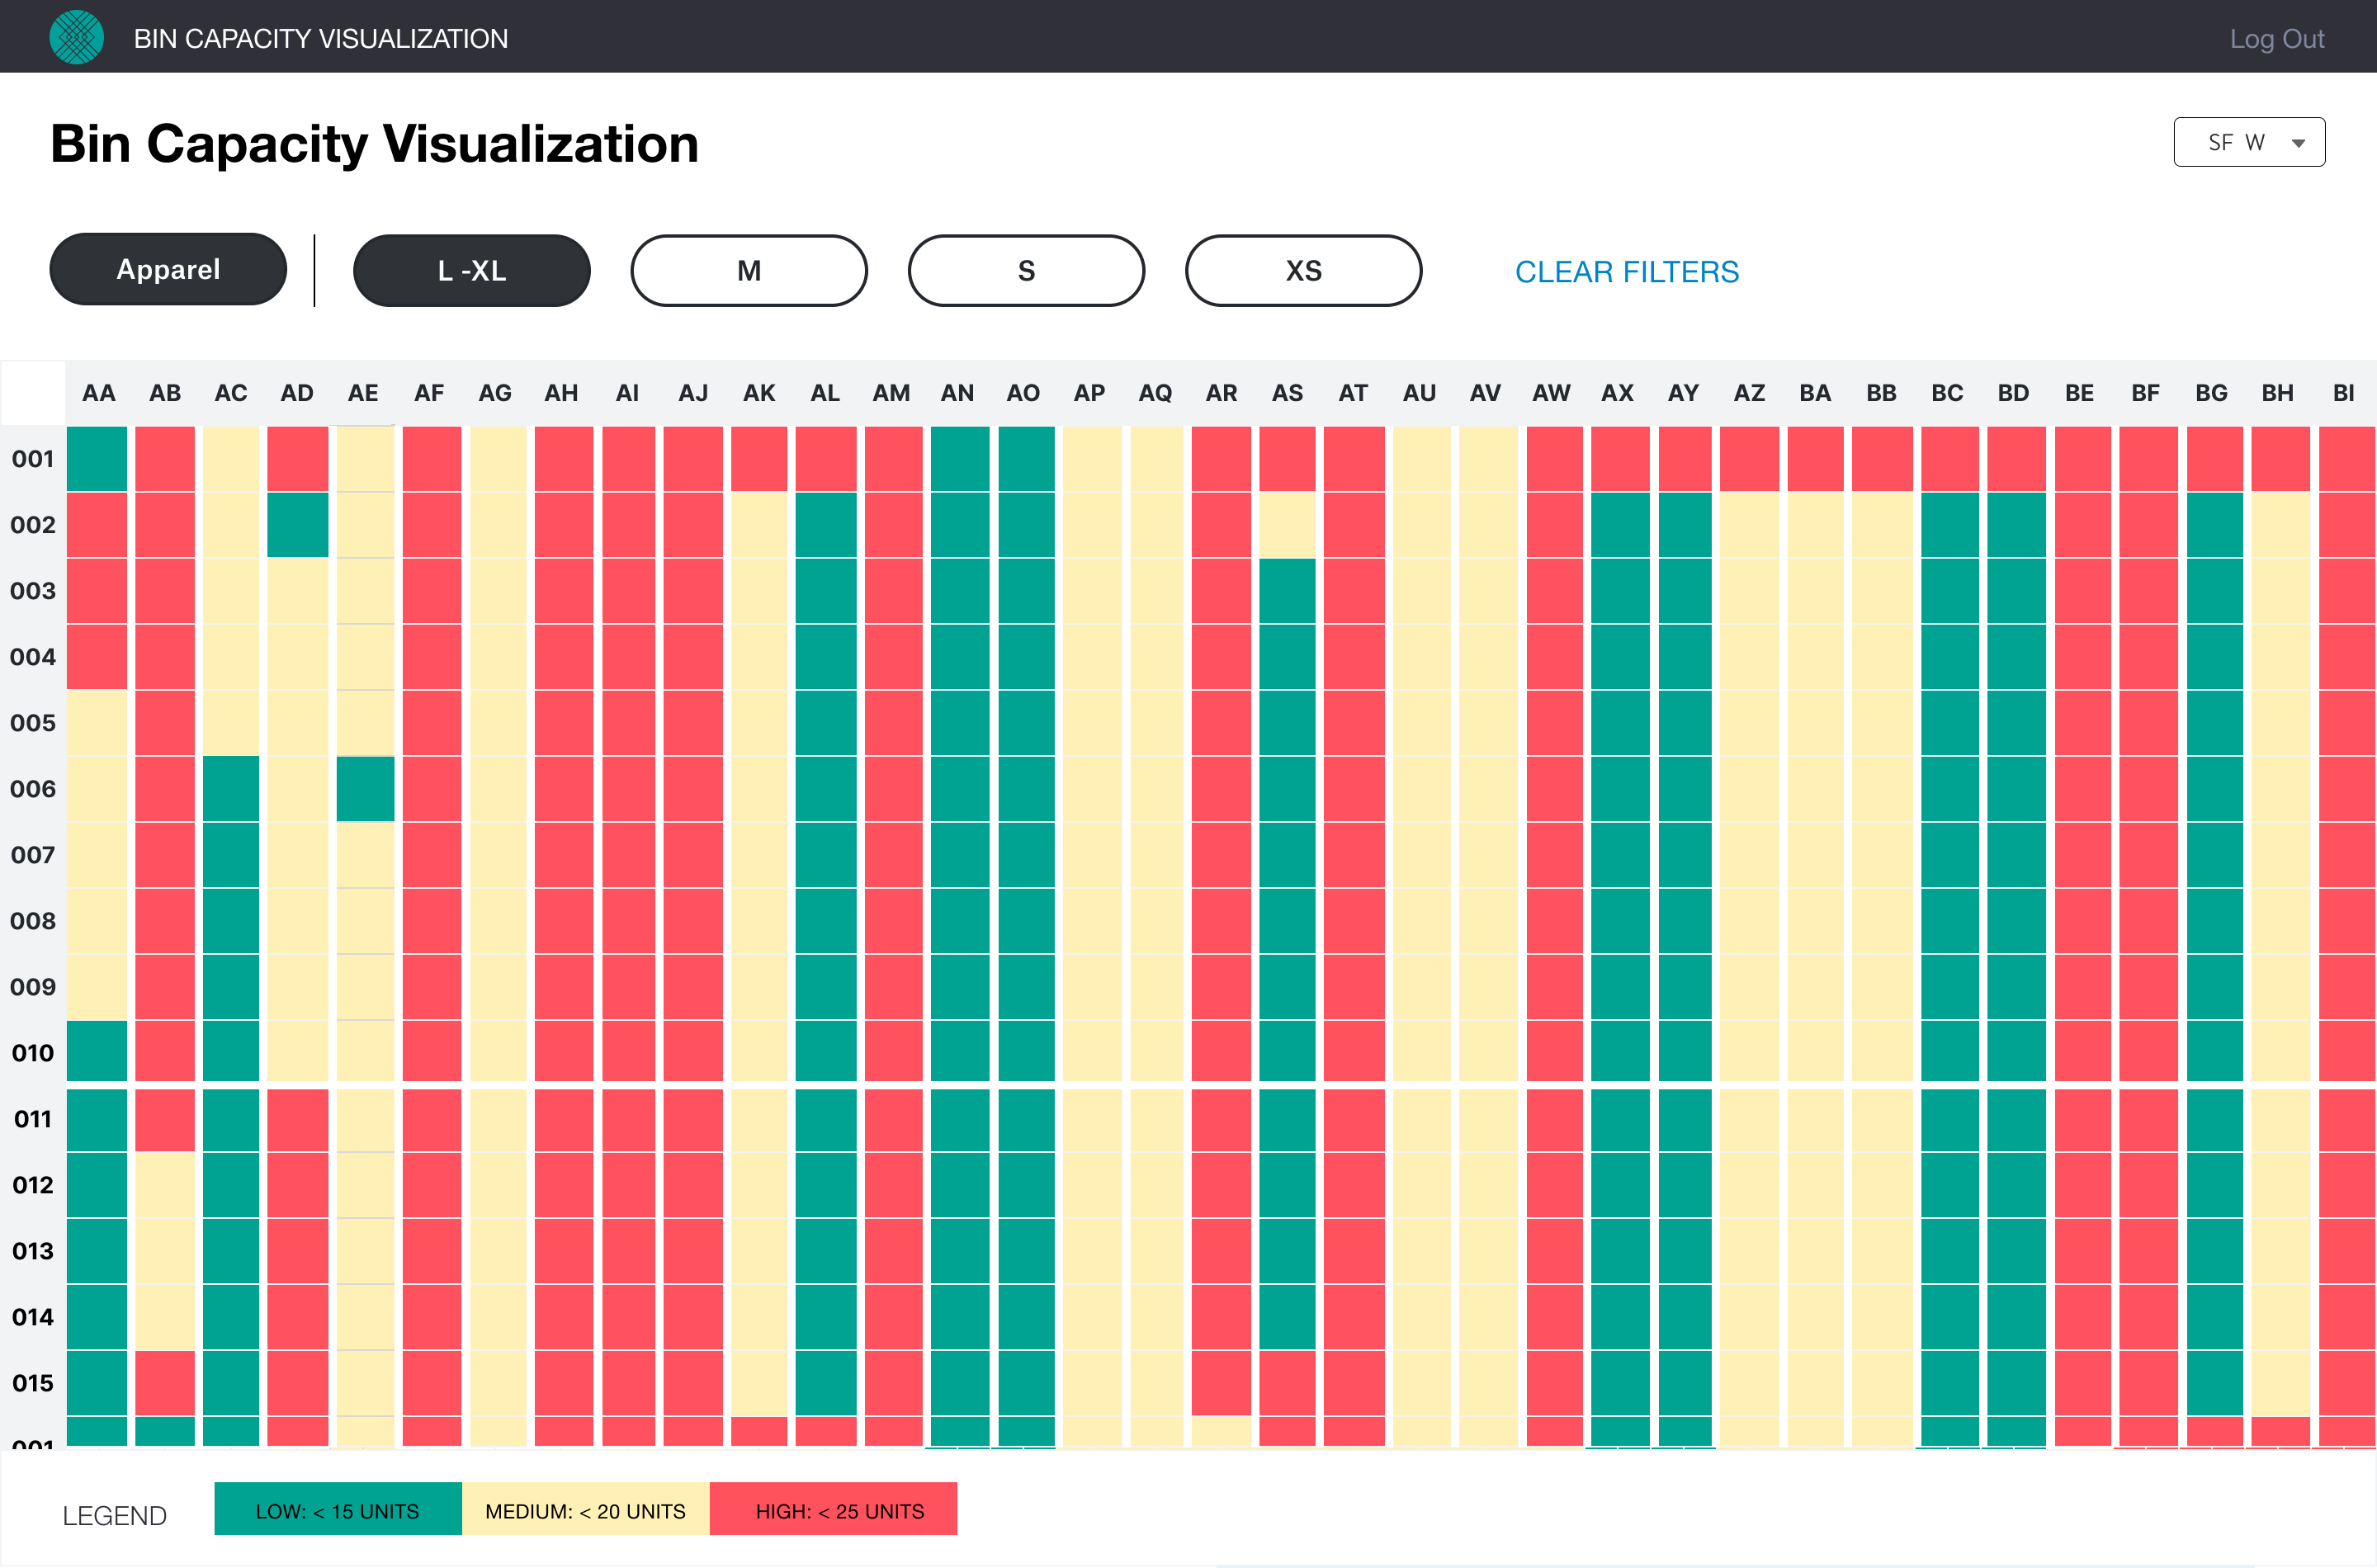 BIN CAPACITY VISUALIZATION
Log Out
Bin Capacity Visualization
SF W
Apparel
L -XL
M
S
XS
CLEAR FILTERS
AA AB AC AD AE AF AG AH AI AJ AK AL AM AN AO AP AQ AR AS AT AU AV AW AX AY AZ BA BB BC BD BE BF BG BH BI
001
002
003
004
005
006
007
008
009
010
011
012
013
014
015
001
LEGEND
LOW: < 15 UNITS
MEDIUM: < 20 UNITS
HIGH: < 25 UNITS